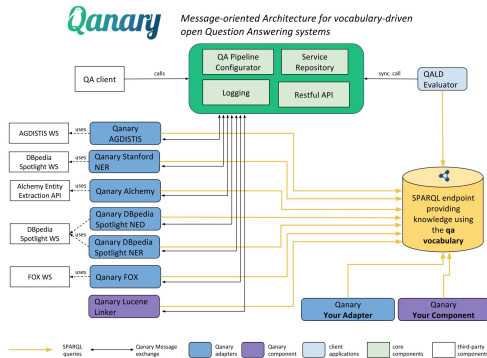 Qanary
Message-oriented Architecture for vocabulary-driven
open Question Answering systems
QA client
calls
QA Pipeline
Configurator
Service
Repository
Logging
Restful API
sync call
QALD
Evaluator
AGDISTIS WS
uses
Qanary
AGDISTIS
DBpedia
Spotlight WS
uses
Qanary Stanford
NER
Alchemy Entity
Extraction API
uses
Qanary Alchemy
DBpedia
Spotlight WS
uses
Qanary DBpedia
Spotlight NED
Qanary DBpedia
Spotlight NER
FOX WS
uses
Qanary FOX
Qanary Lucene
Linker
SPARQL endpoint
providing
knowledge using
the qa
vocabulary
Qanary
Your Adapter
Qanary
Your Component
SPARQL
queries
Qanary Message
exchange
Qanary
adapters
Qanary
component
client
applications
core
components
third-party
components